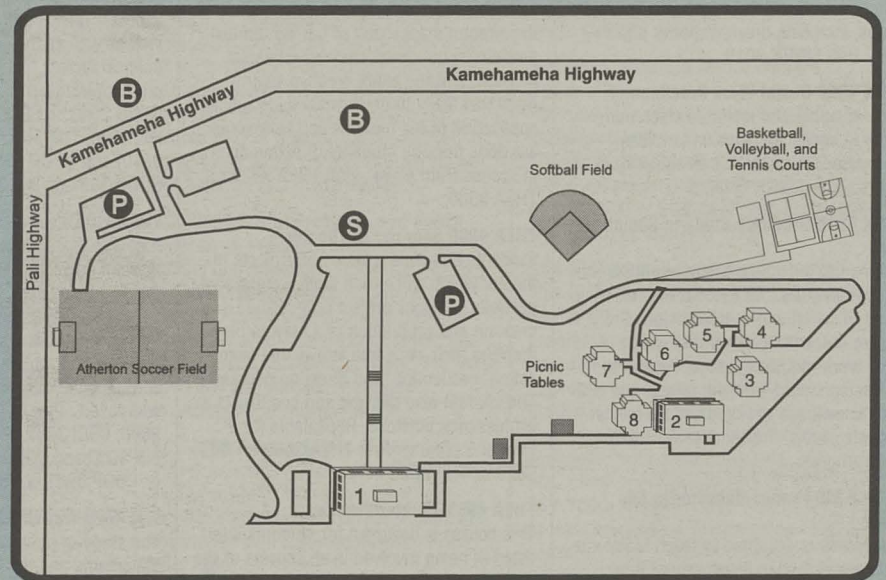 Kamehameha Highway
B
Kamehameha Highway
B
Basketball,
Volleyball, and
Tennis Courts
Softball Field
P
S
Pali Highway
P
Atherton Soccer Field
Picnic
Tables
5
4
6
7
3
8
2
1